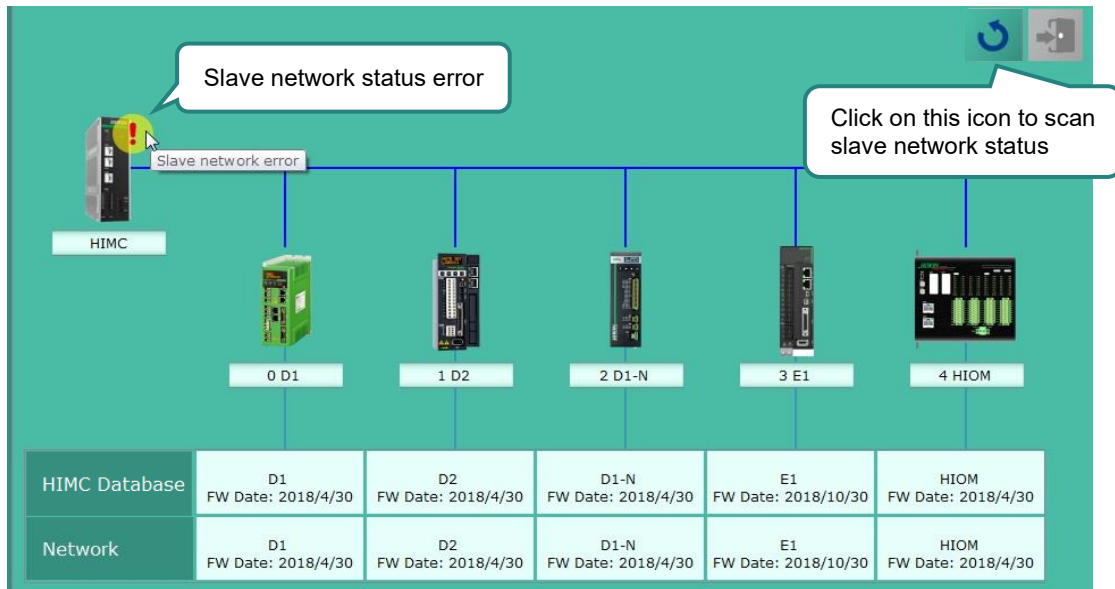 Slave network status error
Click on this icon to scan
slave network status
Slave network error
HIMC
0 D1
1 D2
2 D1-N
3 E1
4 HIOM
HIMC Database
D1
FW Date: 2018/4/30
D2
FW Date: 2018/4/30
D1-N
FW Date: 2018/4/30
E1
FW Date: 2018/10/30
HIOM
FW Date: 2018/4/30
Network
D1
FW Date: 2018/4/30
D2
FW Date: 2018/4/30
D1-N
FW Date: 2018/4/30
E1
FW Date: 2018/10/30
HIOM
FW Date: 2018/4/30